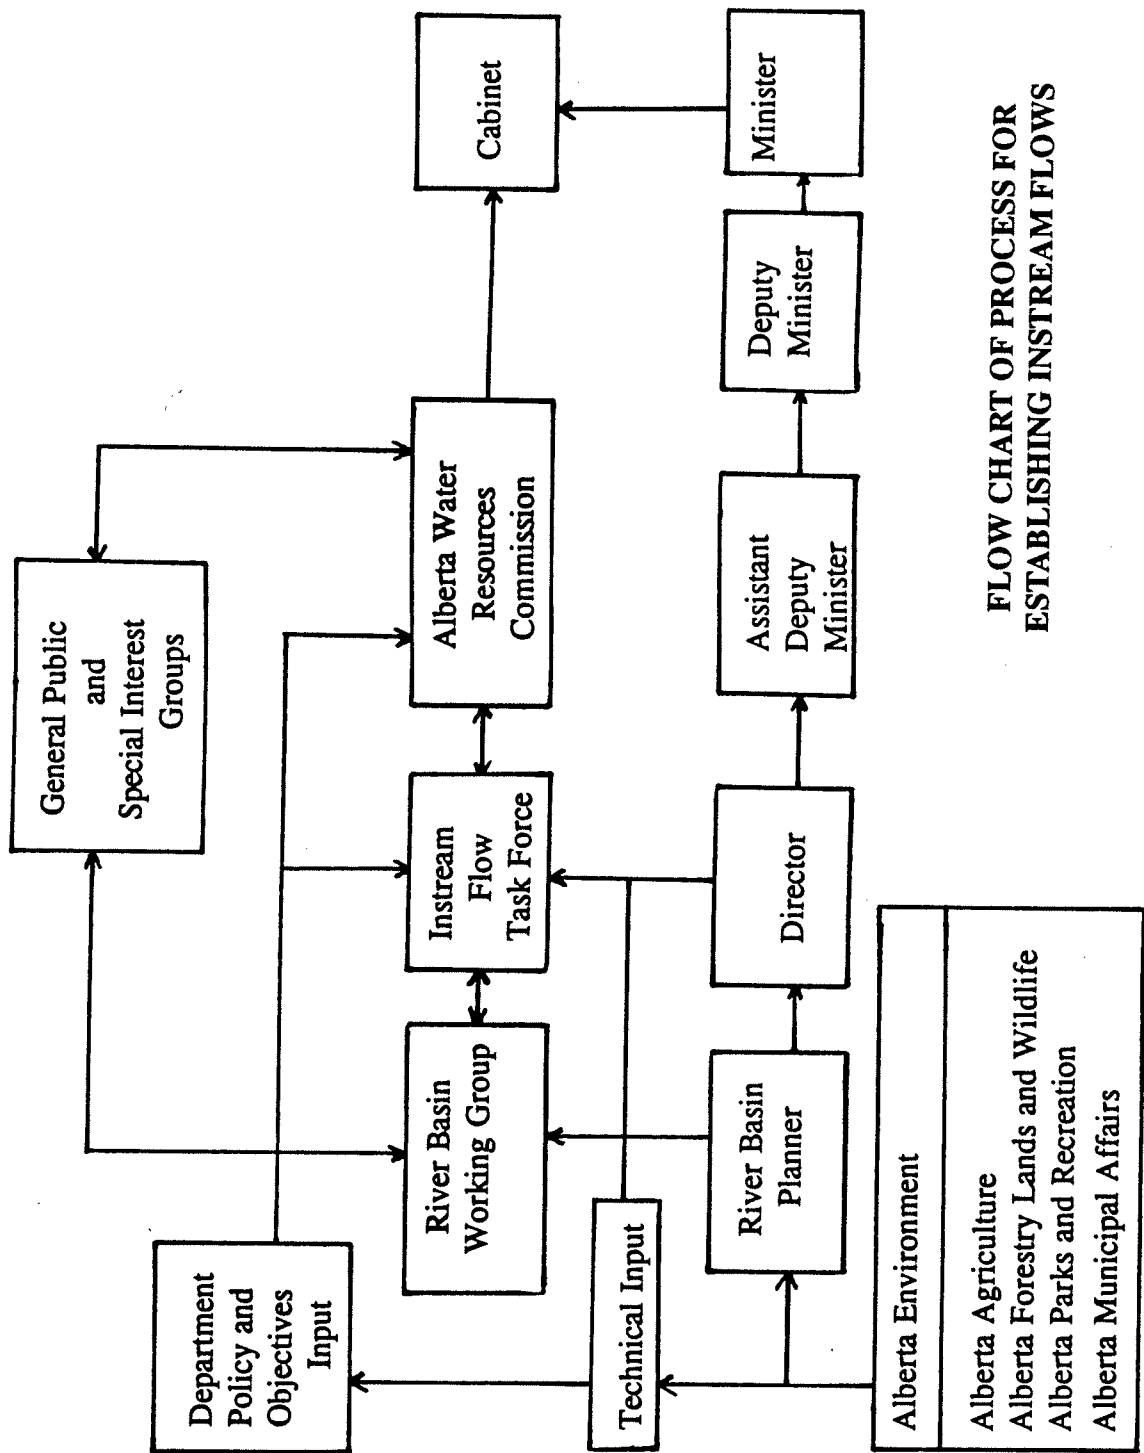 General Public
and
Special Interest
Groups
Department
Policy and
Objectives
Input
River Basin
Working Group
Instream
Flow
Task Force
Alberta Water
Resources
Commission
Cabinet
Technical Input
River Basin
Planner
Director
Assistant
Deputy
Minister
Deputy
Minister
Minister
Alberta Environment
Alberta Agriculture
Alberta Forestry Lands and Wildlife
Alberta Parks and Recreation
Alberta Municipal Affairs
FLOW CHART OF PROCESS FOR
ESTABLISHING INSTREAM FLOWS